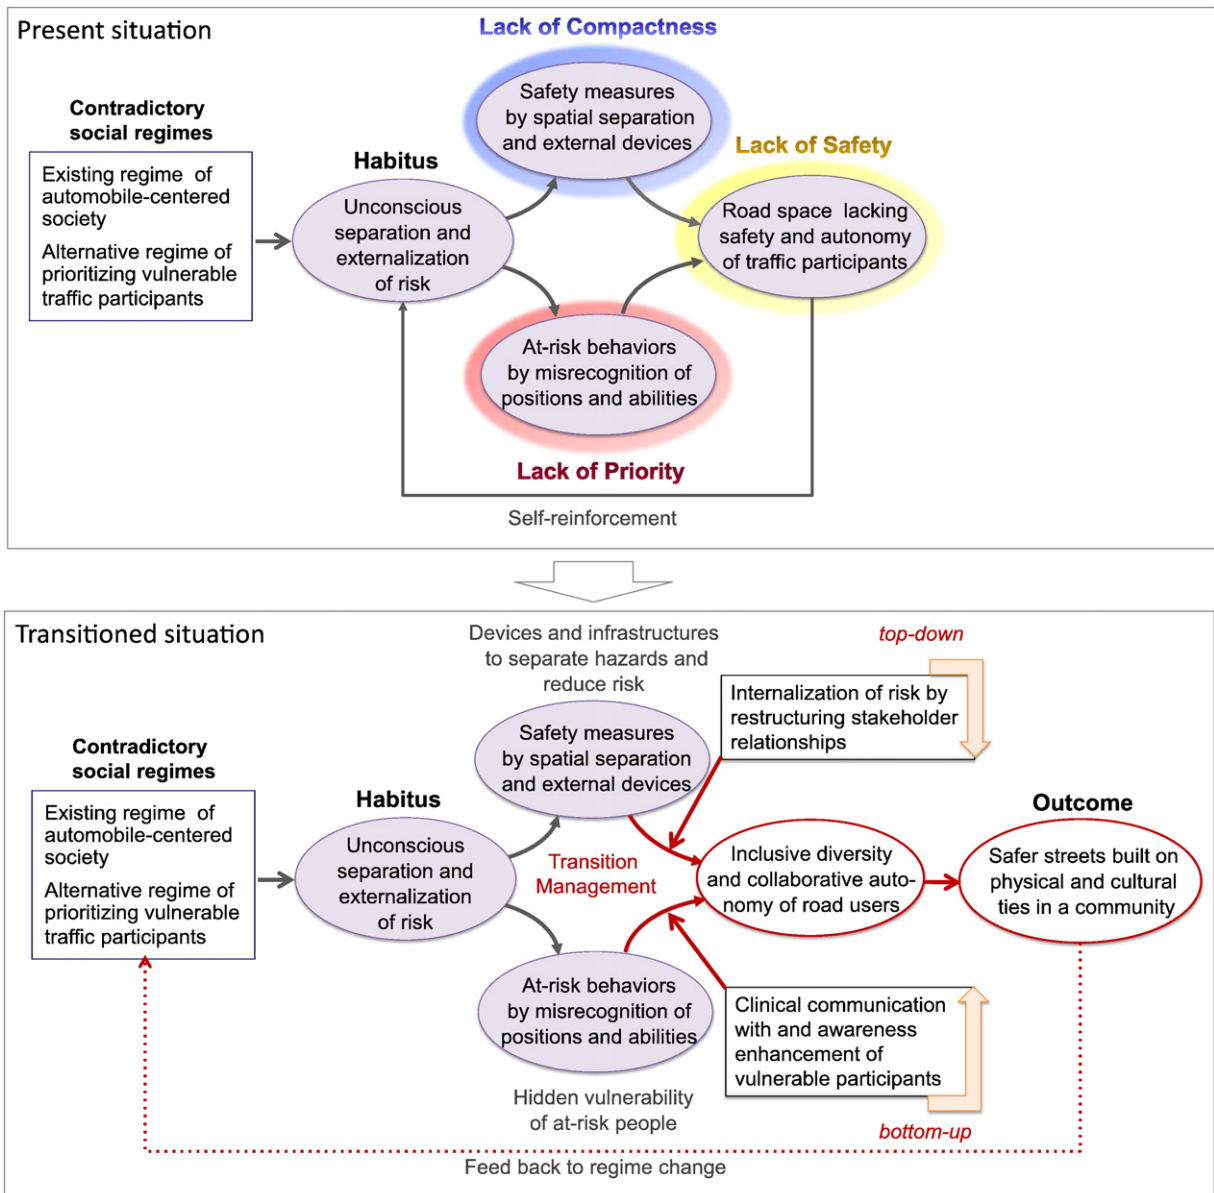 Present situation
Lack of Compactness
Safety measures
by spatial separation
and external devices
Contradictory
social regimes
Existing regime of
automobile-centered
society
Alternative regime of
prioritizing vulnerable
traffic participants
Habitus
Unconscious
separation and
externalization
of risk
Lack of Safety
Road space lacking
safety and autonomy
of traffic participants
At-risk behaviors
by misrecognition of
positions and abilities
Lack of Priority
Self-reinforcement
Transitioned situation
Devices and infrastructures
to separate hazards and
reduce risk
top-down
Internalization of risk by
restructuring stakeholder
relationships
Safety measures
by spatial separation
and external devices
Contradictory
social regimes
Existing regime of
automobile-centered
society
Alternative regime of
prioritizing vulnerable
traffic participants
Habitus
Unconscious
separation and
externalization
of risk
Transition
Management
Inclusive diversity
and collaborative auto-
nomy of road users
Outcome
Safer streets built on
physical and cultural
ties in a community
At-risk behaviors
by misrecognition of
positions and abilities
Clinical communication
with and awareness
enhancement of
vulnerable participants
Hidden vulnerability
of at-risk people
bottom-up
Feed back to regime change